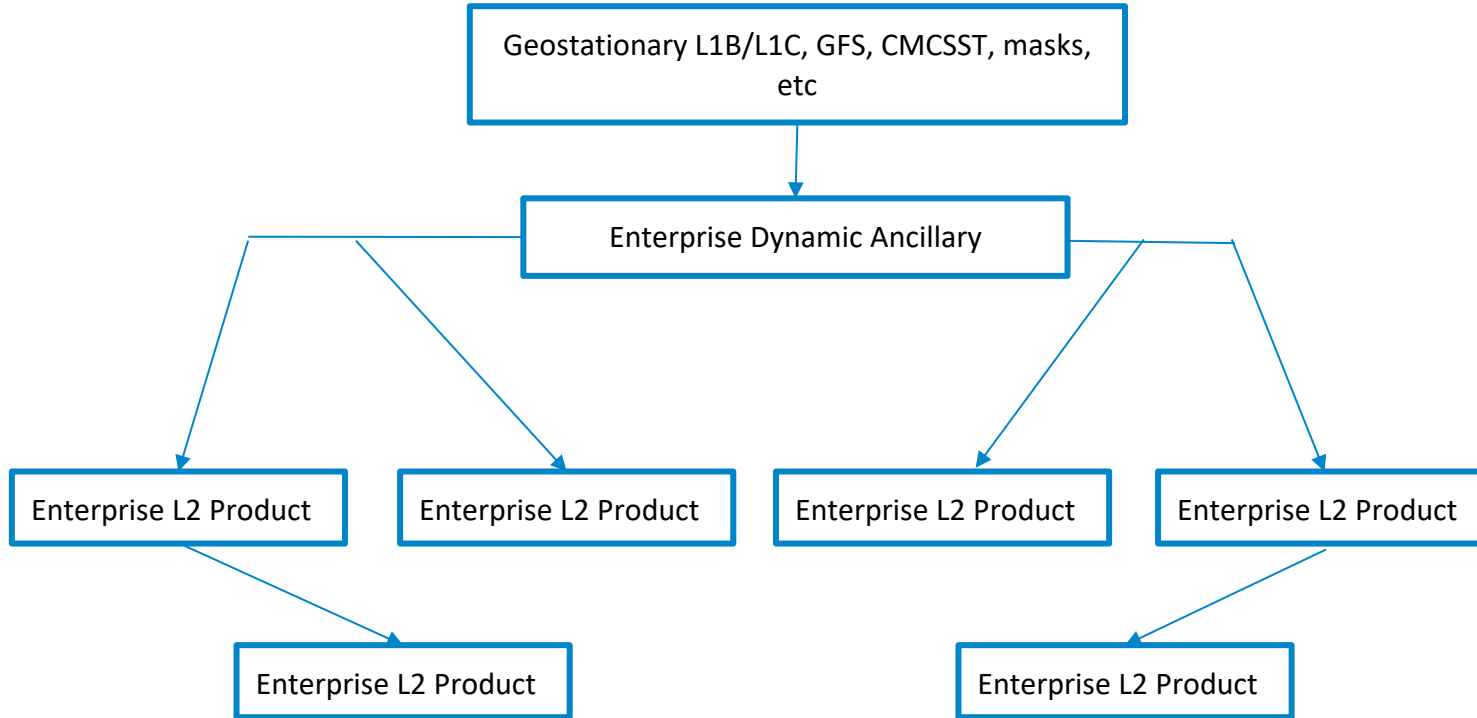 Geostationary L1B/L1C, GFS, CMCSST, masks,
etc
Enterprise Dynamic Ancillary
Enterprise L2 Product
Enterprise L2 Product
Enterprise L2 Product
Enterprise L2 Product
Enterprise L2 Product
Enterprise L2 Product